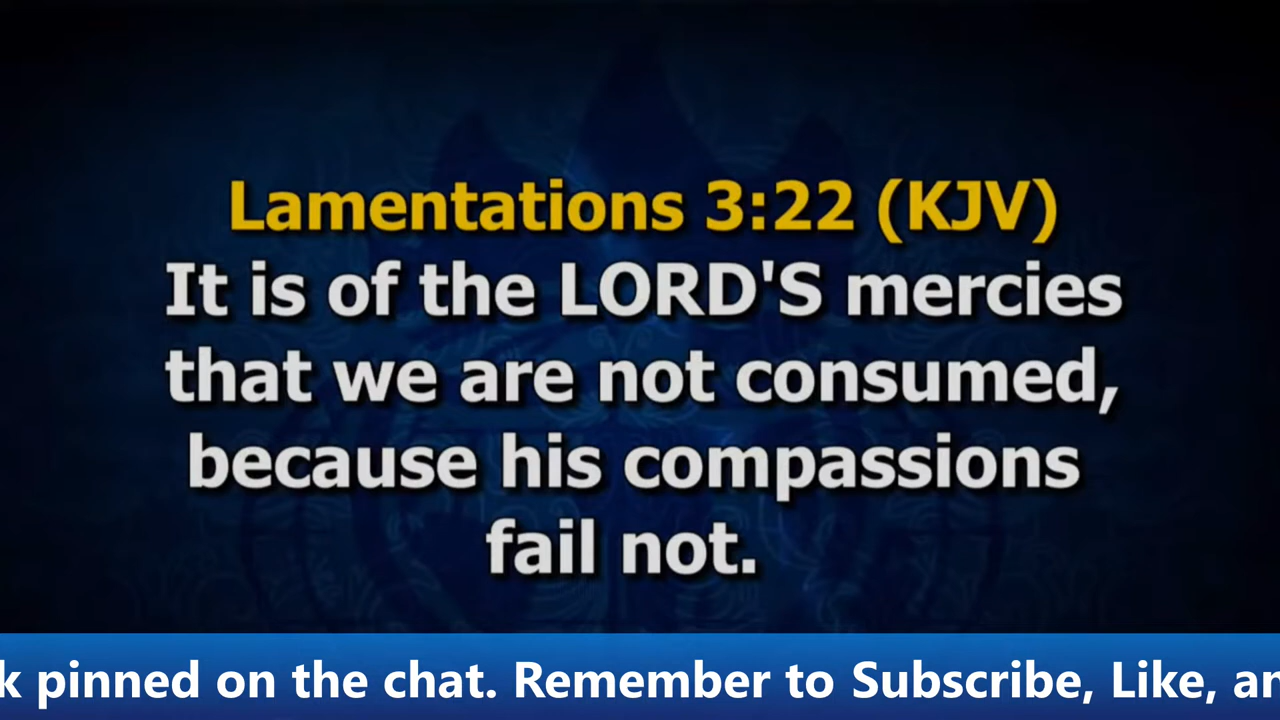 Lamentations 3:22 (KJV)
It is of the LORD'S mercies
that we are not consumed,
because his compassions
fail not.
pinned on the chat. Remember to Subscribe, Like,